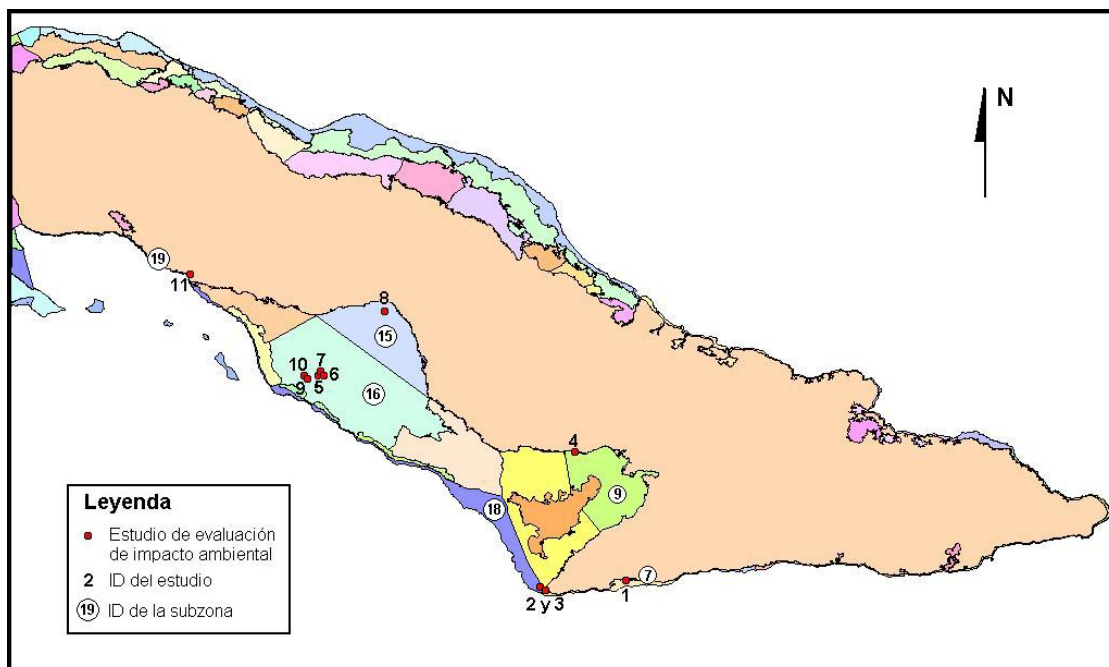 N
19
11
8
15
10
7
6
9
5
16
4
9
18
7
2 y 3
1
Leyenda
Estudio de evaluación
de impacto ambiental
2 ID del estudio
19 ID de la subzona